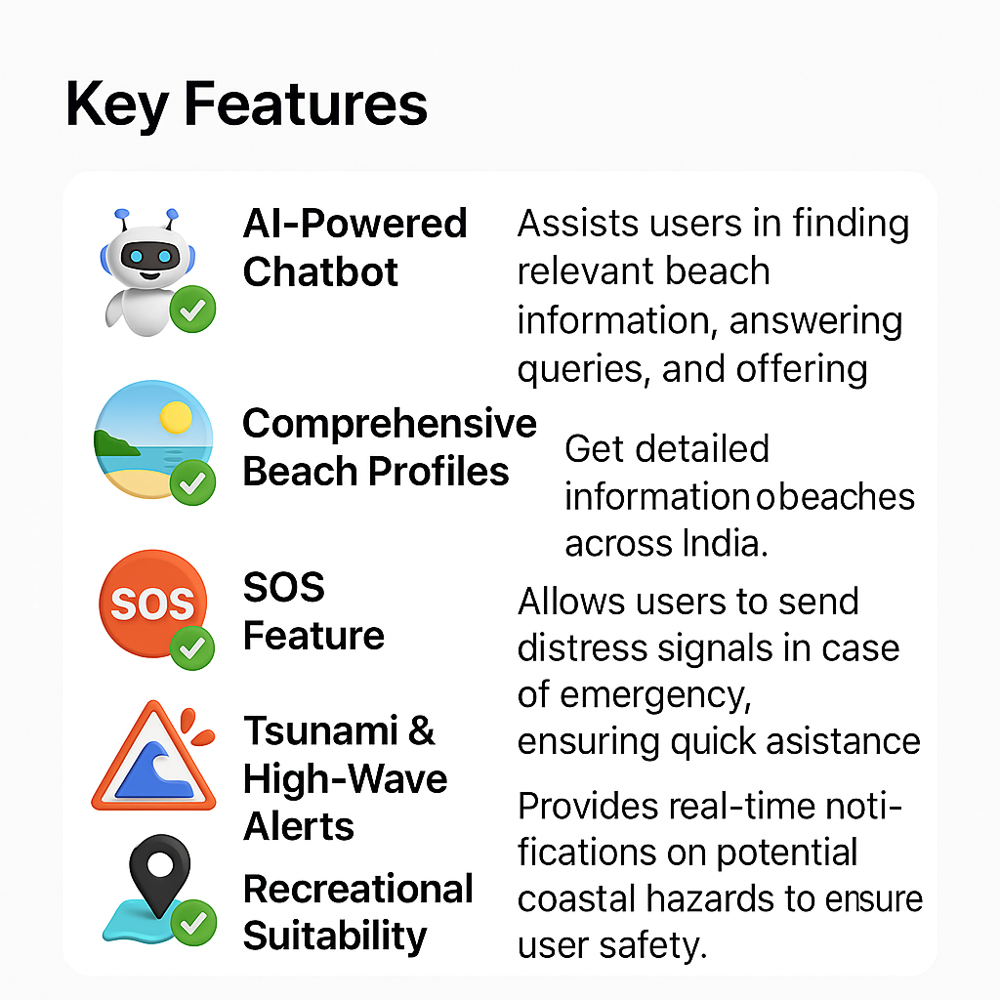 Key Features
AI-Powered
Chatbot
Assists users in finding
relevant beach
information, answering
queries, and offering
Comprehensive
Beach Profiles
Get detailed
information o beaches
across India.
SOS
SOS
Feature
Allows users to send
distress signals in case
of emergency,
ensuring quick asistance
Tsunami &
High-Wave
Alerts
Provides real-time noti-
fications on potential
coastal hazards to ensure
user safety.
Recreational
Suitability